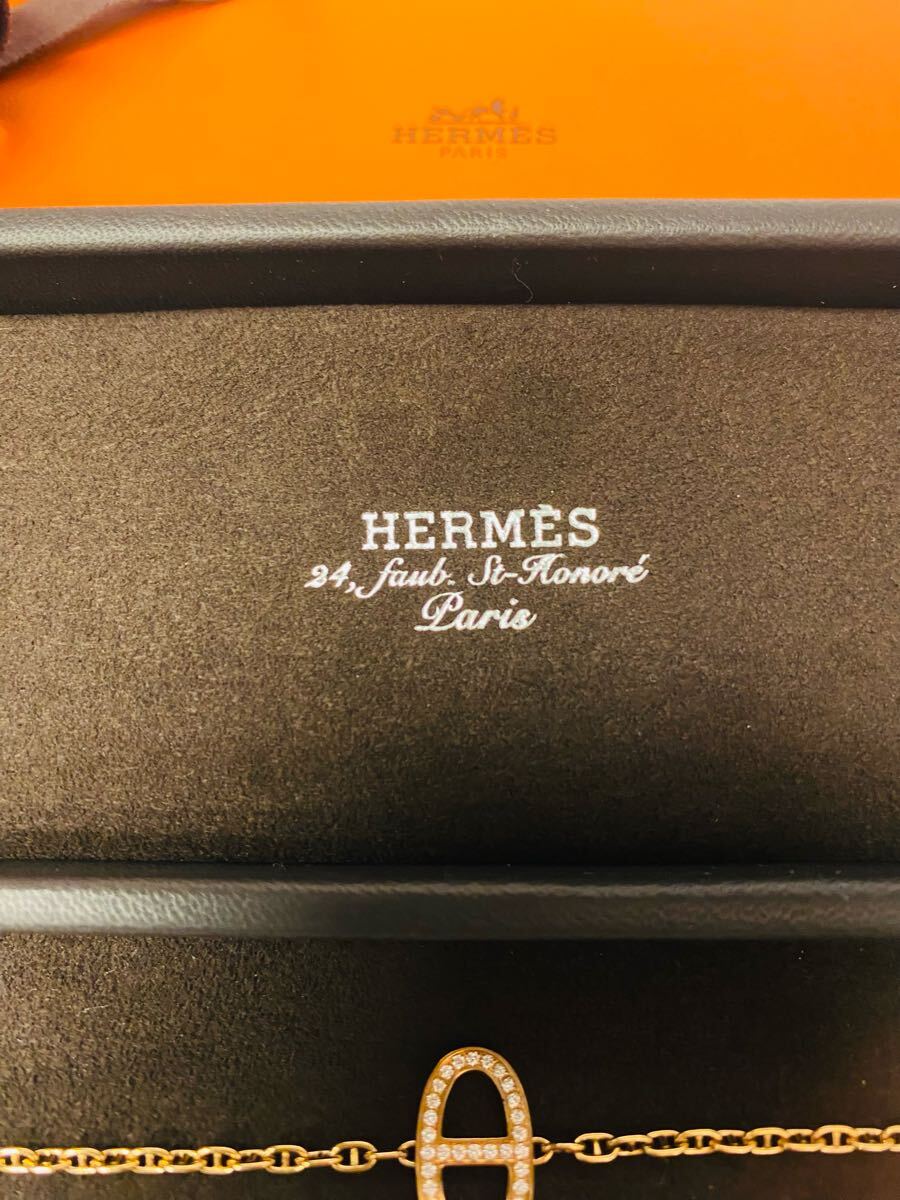 HERMÈS
PARIS
HERMÈS
24, faub. St-Honoré
Paris